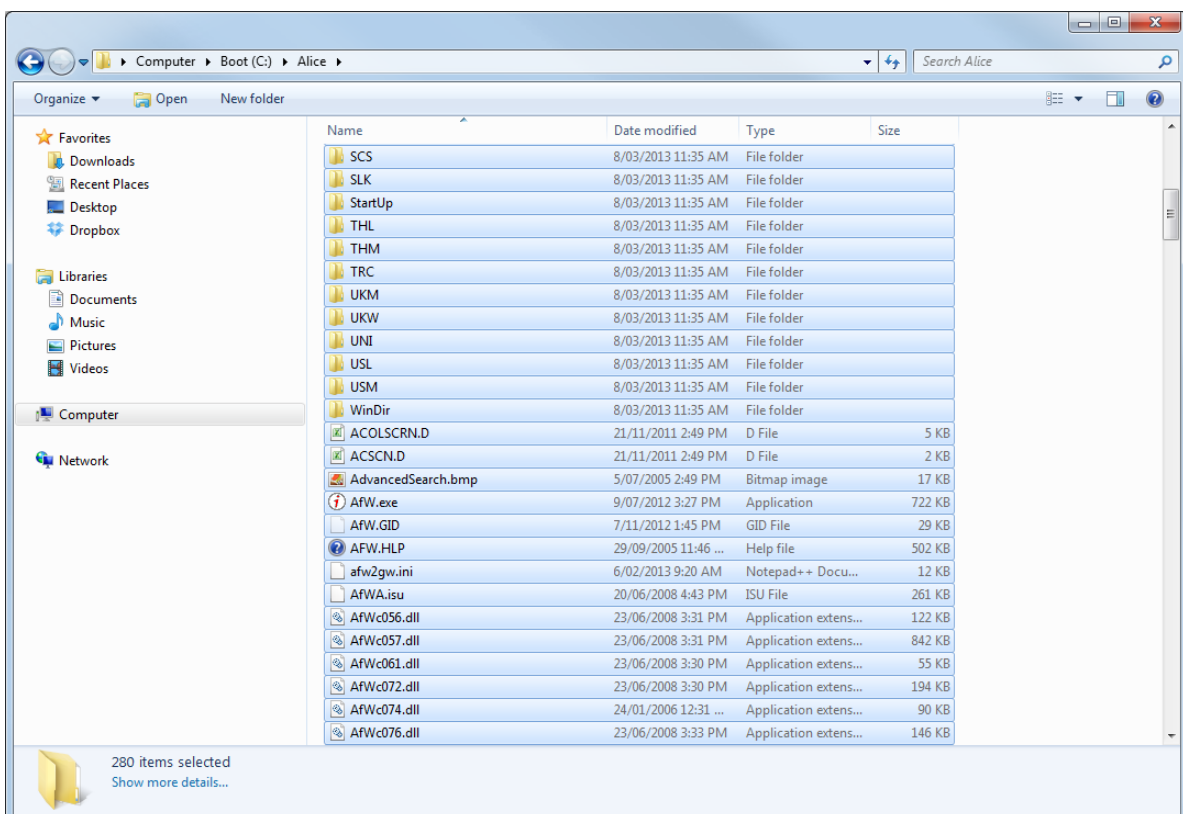 Computer Boot (C:) Alice Search Alice
Organize Open New folder
Favorites
Downloads
Recent Places
Desktop
Dropbox
Libraries
Documents
Music
Pictures
Videos
Computer
Network
Name Date modified Type Size
SCS 8/03/2013 11:35 AM File folder
SLK 8/03/2013 11:35 AM File folder
StartUp 8/03/2013 11:35 AM File folder
THL 8/03/2013 11:35 AM File folder
THM 8/03/2013 11:35 AM File folder
TRC 8/03/2013 11:35 AM File folder
UKM 8/03/2013 11:35 AM File folder
UKW 8/03/2013 11:35 AM File folder
UNI 8/03/2013 11:35 AM File folder
USL 8/03/2013 11:35 AM File folder
USM 8/03/2013 11:35 AM File folder
WinDir 8/03/2013 11:35 AM File folder
ACOLSCRN.D 21/11/2011 2:49 PM D File 5 KB
ACSCN.D 21/11/2011 2:49 PM D File 2 KB
AdvancedSearch.bmp 5/07/2005 2:49 PM Bitmap image 17 KB
AfW.exe 9/07/2012 3:27 PM Application 722 KB
AfW.GID 7/11/2012 1:45 PM GID File 29 KB
AFW.HLP 29/09/2005 11:46 ... Help file 502 KB
afw2gw.ini 6/02/2013 9:20 AM Notepad++ Docu... 12 KB
AfWA.isu 20/06/2008 4:43 PM ISU File 261 KB
AfWc056.dll 23/06/2008 3:31 PM Application extens... 122 KB
AfWc057.dll 23/06/2008 3:31 PM Application extens... 842 KB
AfWc061.dll 23/06/2008 3:30 PM Application extens... 55 KB
AfWc072.dll 23/06/2008 3:30 PM Application extens... 194 KB
AfWc074.dll 24/01/2006 12:31 ... Application extens... 90 KB
AfWc076.dll 23/06/2008 3:33 PM Application extens... 146 KB
280 items selected
Show more details...